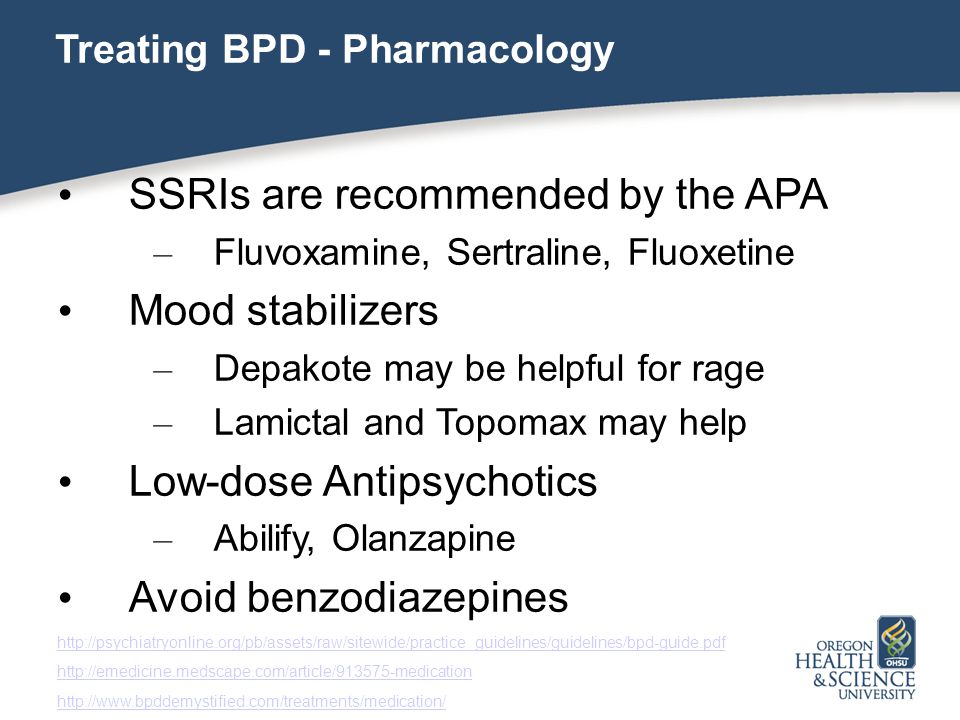 Treating BPD - Pharmacology
• SSRIs are recommended by the APA
– Fluvoxamine, Sertraline, Fluoxetine
• Mood stabilizers
– Depakote may be helpful for rage
– Lamictal and Topomax may help
• Low-dose Antipsychotics
– Abilify, Olanzapine
• Avoid benzodiazepines
http://psychiatryonline.org/pb/assets/raw/sitewide/practice_guidelines/guidelines/bpd-guide.pdf
http://emedicine.medscape.com/article/913575-medication
http://www.bpddemystified.com/treatments/medication/
OHSU
OREGON
HEALTH
& SCIENCE
UNIVERSITY